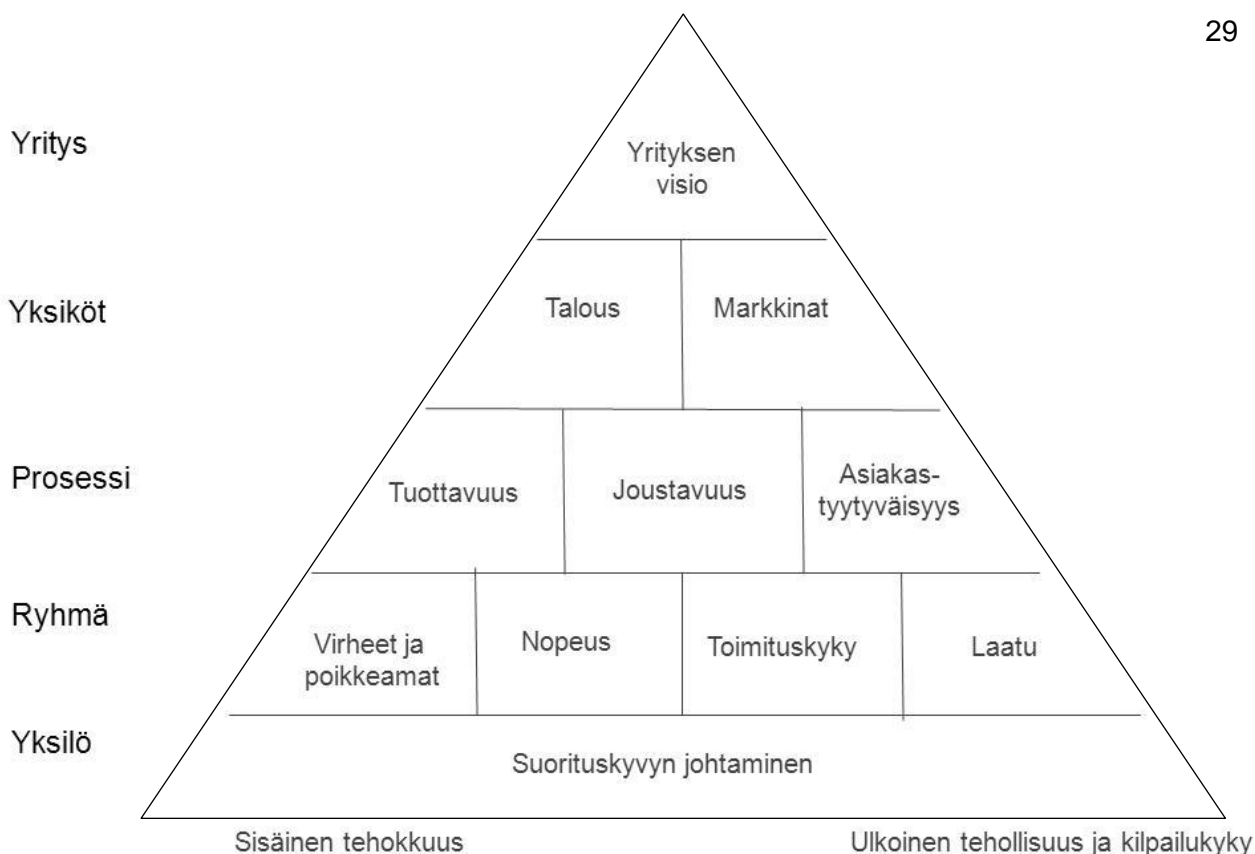 29
Yritys
Yrityksen
visio
Yksiköt
Talous
Markkinat
Prosessi
Tuottavuus
Joustavuus
Asiakas-
tyytyväisyys
Ryhmä
Virheet ja
poikkeamat
Nopeus
Toimituskyky
Laatu
Yksilö
Suorituskyvyn johtaminen
Sisäinen tehokkuus
Ulkoinen tehollisuus ja kilpailukyky